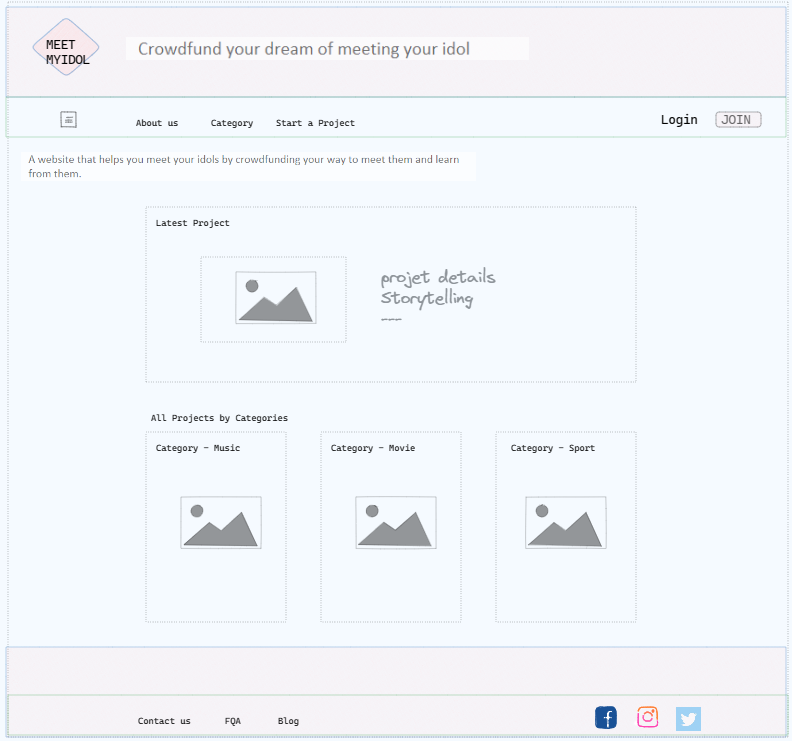 MEET
MYIDOL
Crowdfund your dream of meeting your idol
About us
Category
Start a Project
Login
JOIN
A website that helps you meet your idols by crowdfunding your way to meet them and learn
from them.
Latest Project
projet details
Storytelling
---
All Projects by Categories
Category - Music
Category - Movie
Category - Sport
Contact us
FQA
Blog